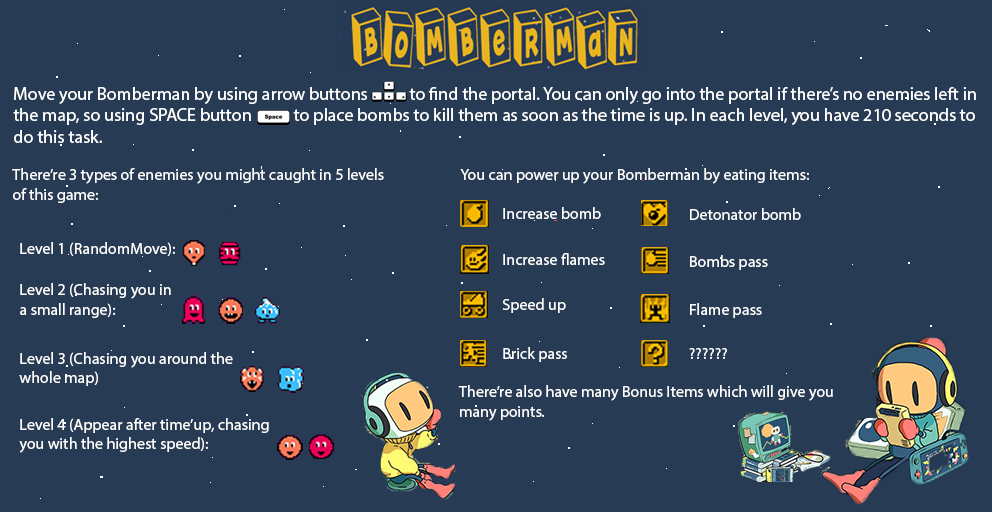 BOMBERMAN
Move your Bomberman by using arrow buttons to find the portal. You can only go into the portal if there's no enemies left in
the map, so using SPACE button Space to place bombs to kill them as soon as the time is up. In each level, you have 210 seconds to
do this task.
There're 3 types of enemies you might caught in 5 levels
of this game:
Level 1 (RandomMove):
Level 2 (Chasing you in
a small range):
Level 3 (Chasing you around the
whole map)
Level 4 (Appear after time'up, chasing
you with the highest speed):
You can power up your Bomberman by eating items:
Increase bomb
Detonator bomb
Increase flames
Bombs pass
Speed up
Flame pass
Brick pass
??????
There're also have many Bonus Items which will give you
many points.